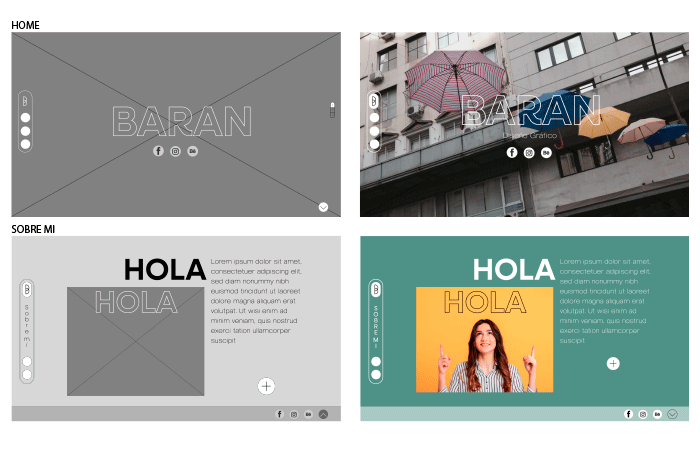 HOME
BARAN
BARAN
Diseño Gráfico
SOBRE MI
HOLA
HOLA
Sobre mi
Lorem ipsum dolor sit amet,
consectetuer adipiscing elit,
sed diam nonummy nibh
euismod tincidunt ut laoreet
dolore magna aliquam erat
volutpat. Ut wisi enim ad
minim veniam, quis nostrud
exerci tation ullamcorper
suscipit
HOLA
HOLA
SOBRE MI
Lorem ipsum dolor sit amet,
consectetuer adipiscing elit,
sed diam nonummy nibh
euismod tincidunt ut laoreet
dolore magna aliquam erat
volutpat. Ut wisi enim ad
minim veniam, quis nostrud
exerci tation ullamcorper
suscipit